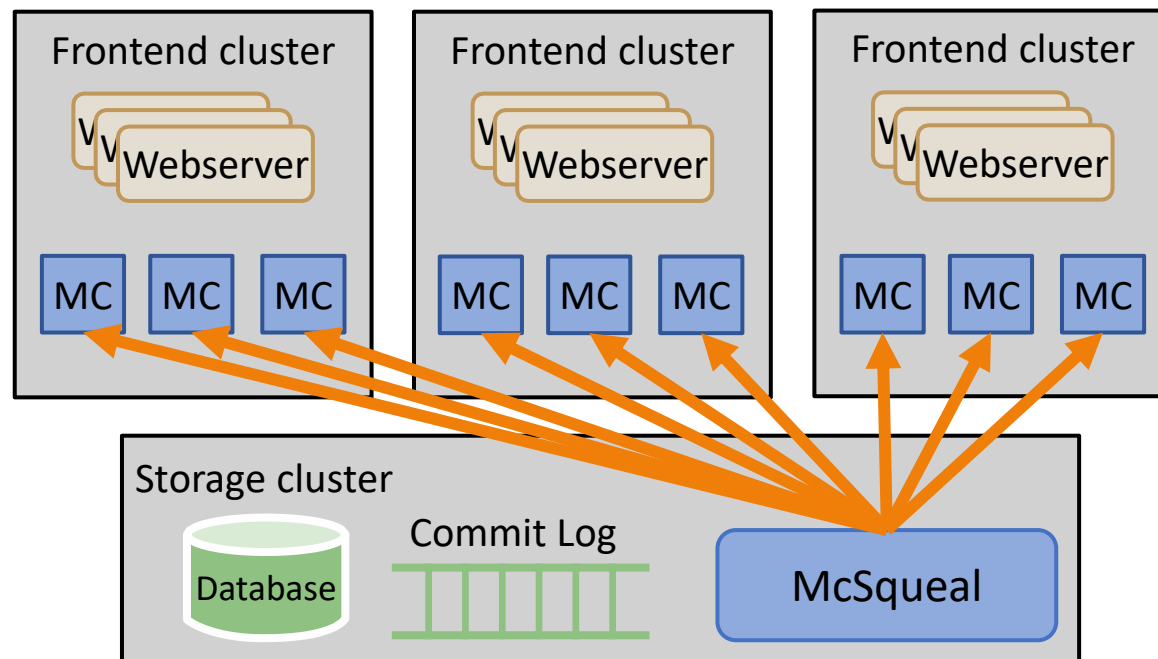 Frontend cluster
Frontend cluster
Frontend cluster
W
W
Webserver
W
W
Webserver
W
W
Webserver
MC MC MC
MC MC MC
MC MC MC
Storage cluster
Commit Log
Database
McSqueal